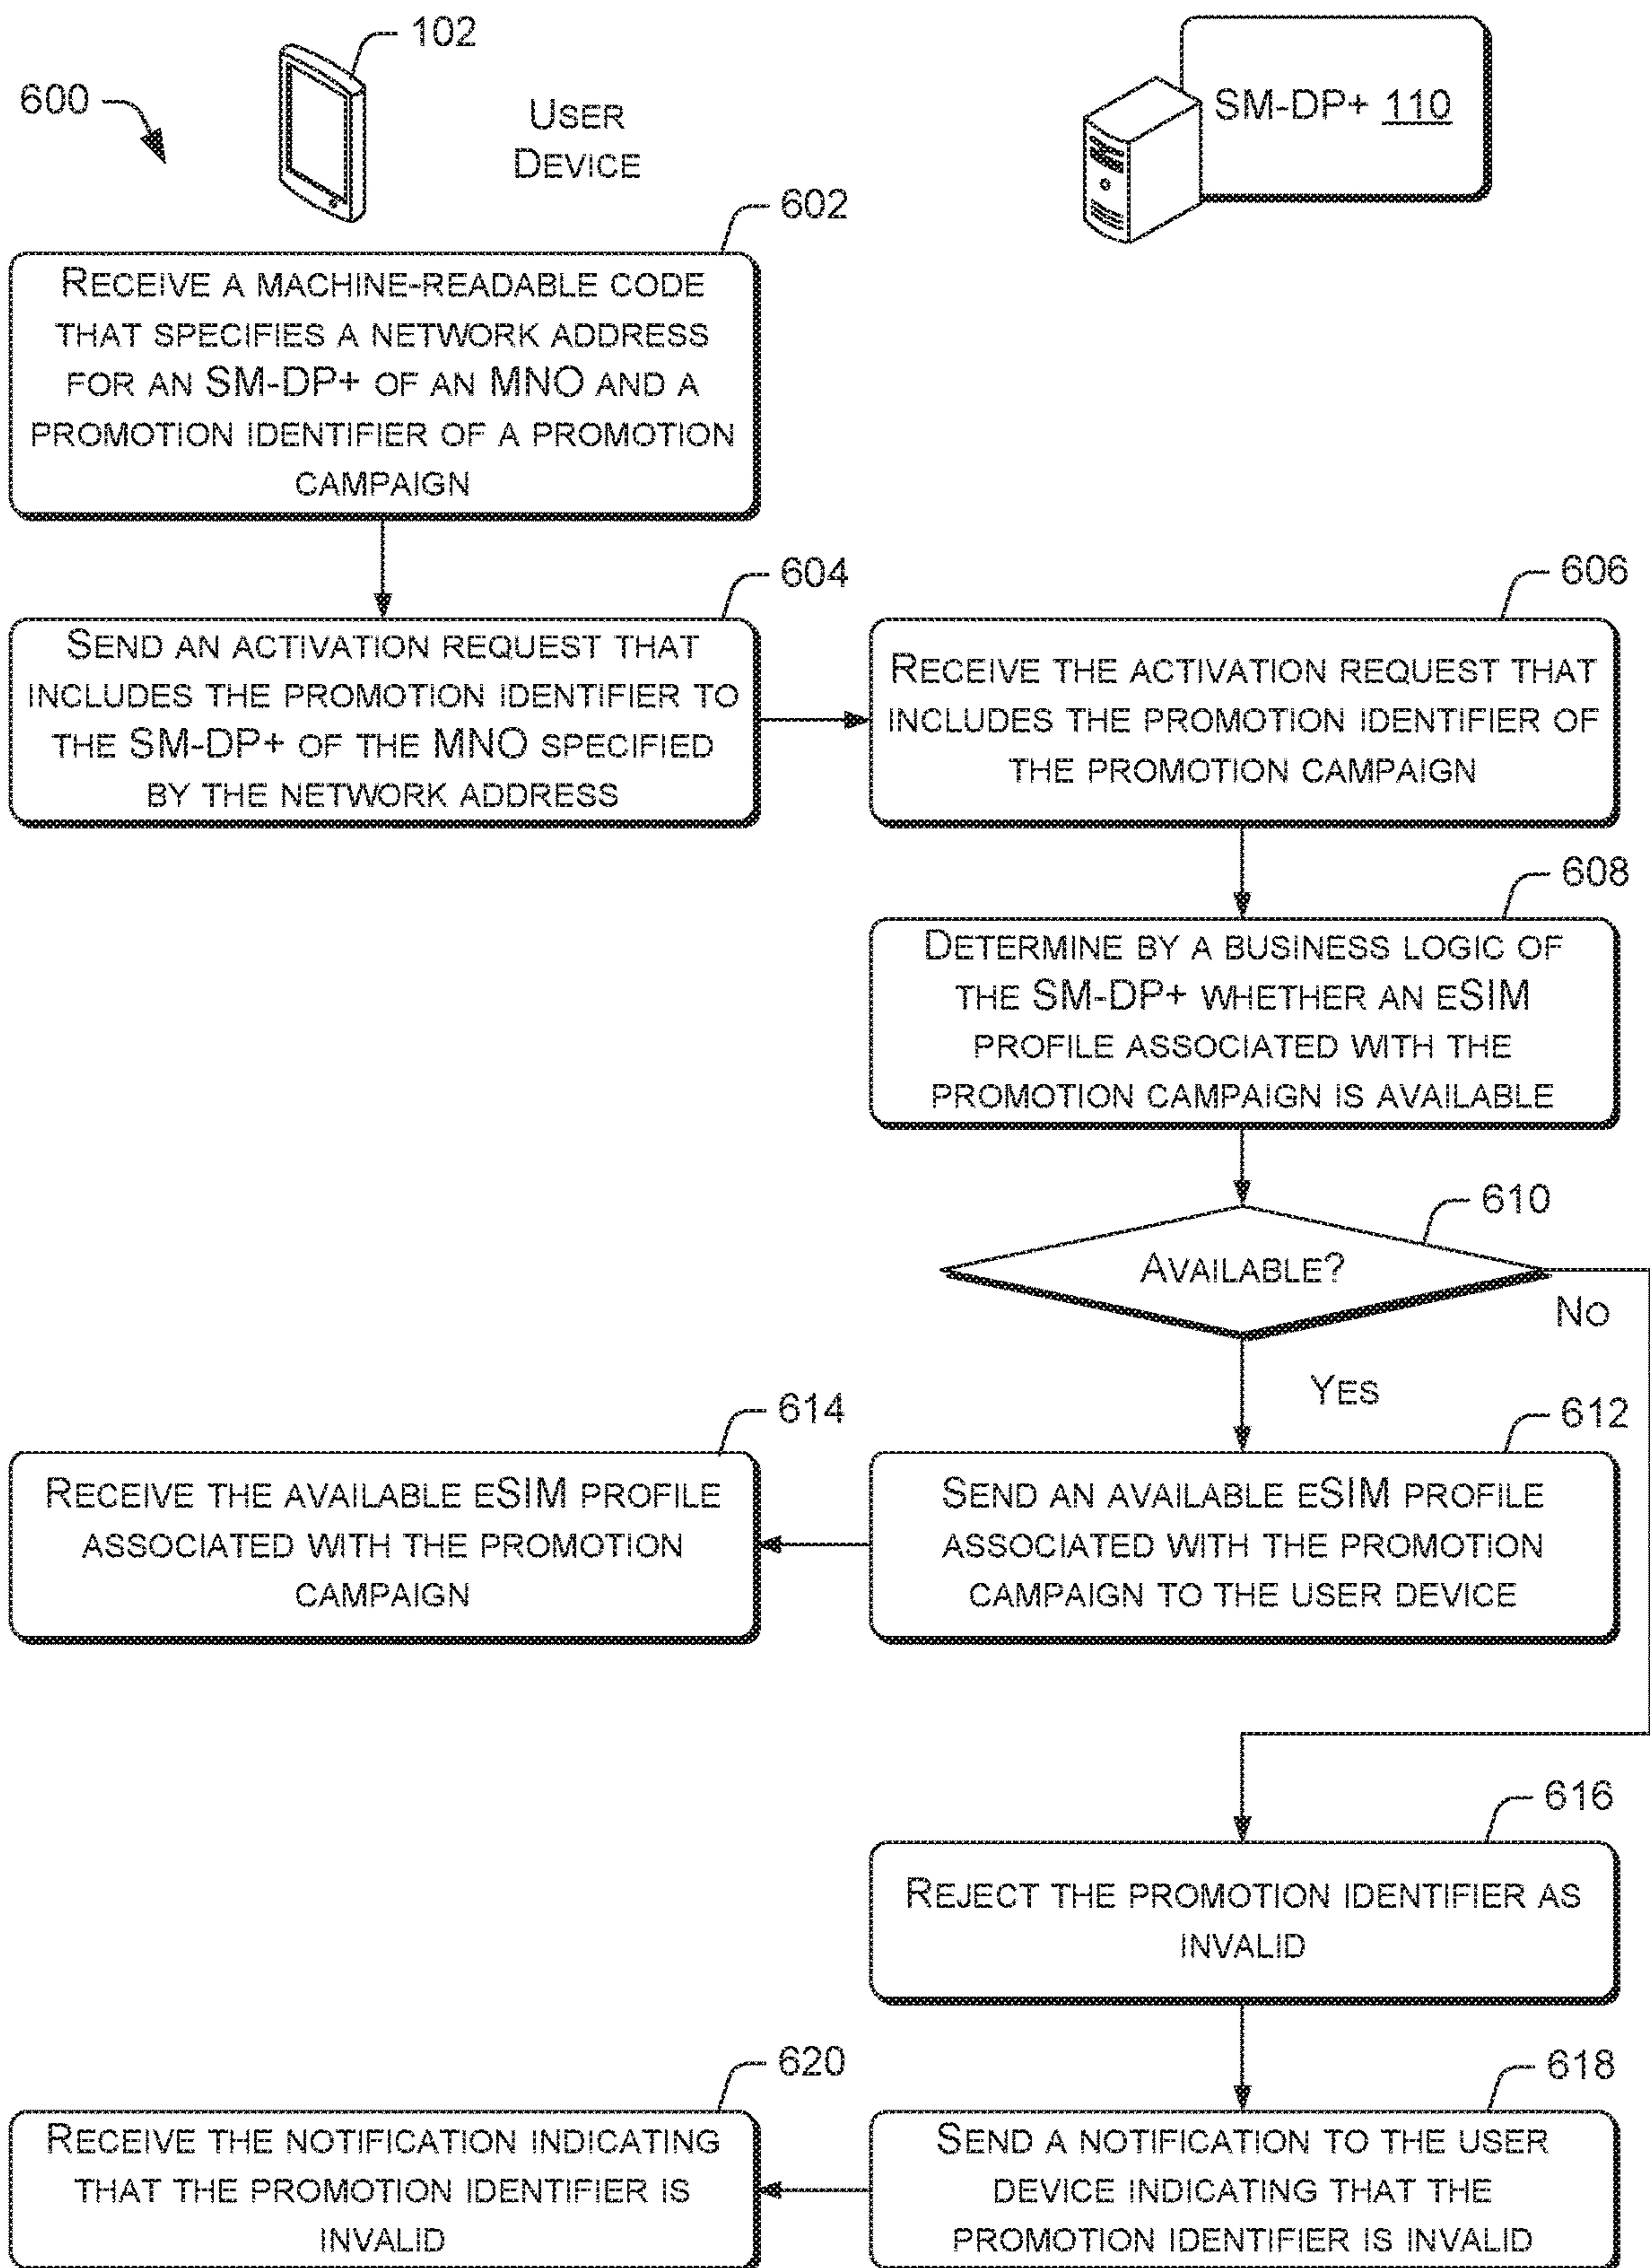 102
600
USER
DEVICE
SM-DP+ 110
602
RECEIVE A MACHINE-READABLE CODE
THAT SPECIFIES A NETWORK ADDRESS
FOR AN SM-DP+ OF AN MNO AND A
PROMOTION IDENTIFIER OF A PROMOTION
CAMPAIGN
604
SEND AN ACTIVATION REQUEST THAT
INCLUDES THE PROMOTION IDENTIFIER TO
THE SM-DP+ OF THE MNO SPECIFIED
BY THE NETWORK ADDRESS
606
RECEIVE THE ACTIVATION REQUEST THAT
INCLUDES THE PROMOTION IDENTIFIER OF
THE PROMOTION CAMPAIGN
608
DETERMINE BY A BUSINESS LOGIC OF
THE SM-DP+ WHETHER AN ESIM
PROFILE ASSOCIATED WITH THE
PROMOTION CAMPAIGN IS AVAILABLE
610
AVAILABLE?
NO
YES
612
SEND AN AVAILABLE ESIM PROFILE
ASSOCIATED WITH THE PROMOTION
CAMPAIGN TO THE USER DEVICE
614
RECEIVE THE AVAILABLE ESIM PROFILE
ASSOCIATED WITH THE PROMOTION
CAMPAIGN
616
REJECT THE PROMOTION IDENTIFIER AS
INVALID
618
SEND A NOTIFICATION TO THE USER
DEVICE INDICATING THAT THE
PROMOTION IDENTIFIER IS INVALID
620
RECEIVE THE NOTIFICATION INDICATING
THAT THE PROMOTION IDENTIFIER IS
INVALID